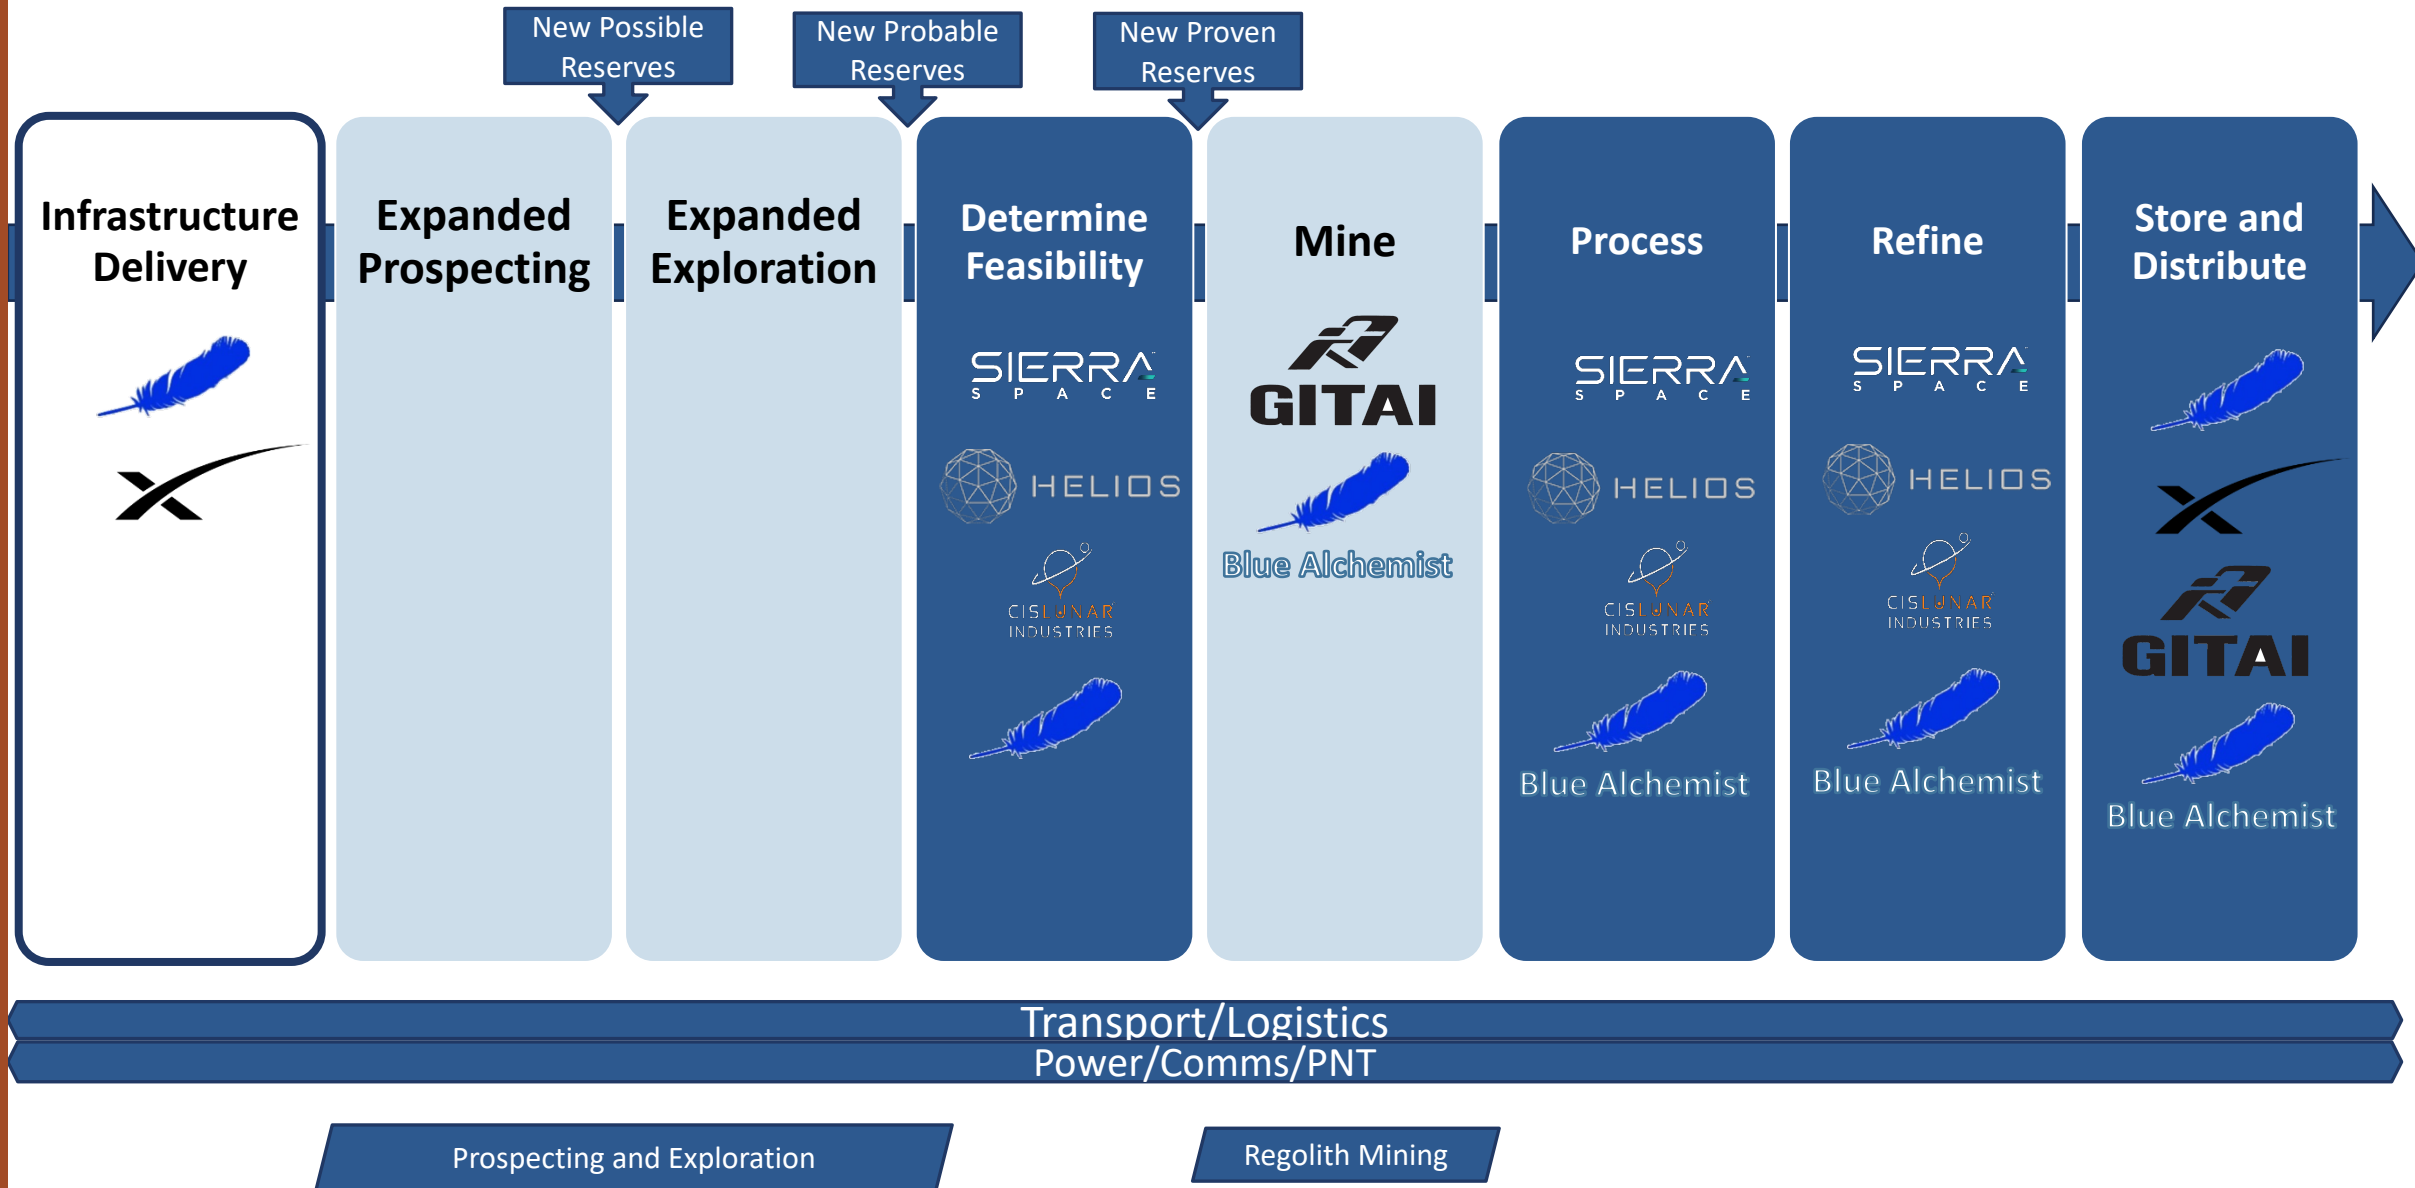 New Possible
Reserves
New Probable
Reserves
New Proven
Reserves
Infrastructure
Delivery
Expanded
Prospecting
Expanded
Exploration
Determine
Feasibility
SIERRA
SPACE
HELIOS
CISLUNAR
INDUSTRIES
Mine
GITAI
Blue Alchemist
Process
SIERRA
SPACE
HELIOS
CISLUNAR
INDUSTRIES
Blue Alchemist
Refine
SIERRA
SPACE
HELIOS
CISLUNAR
INDUSTRIES
Blue Alchemist
Store and
Distribute
GITAI
Blue Alchemist
Transport/Logistics
Power/Comms/PNT
Prospecting and Exploration
Regolith Mining